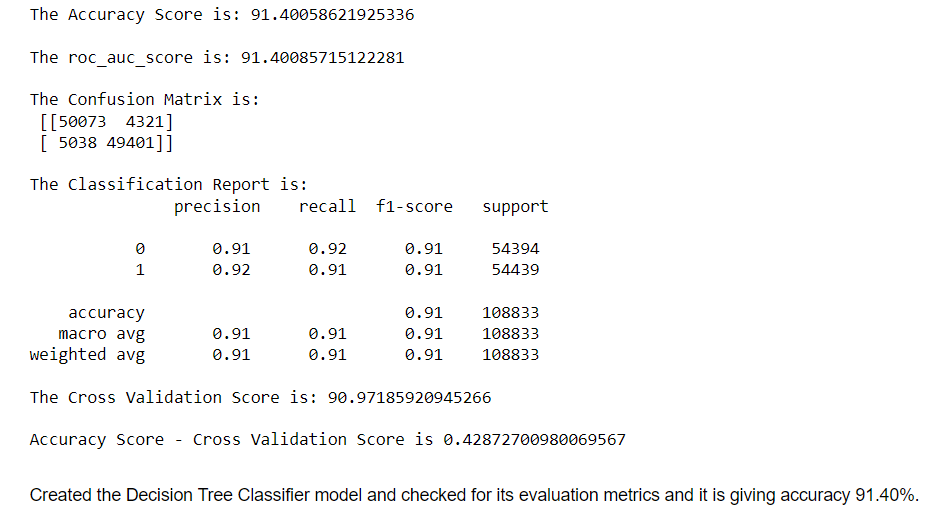 The Accuracy Score is: 91.40058621925336
The roc_auc_score is: 91.40085715122281
The Confusion Matrix is:
[[50073  4321]
[ 5038 49401]]
The Classification Report is:
precision    recall  f1-score   support
0       0.91      0.92      0.91     54394
1       0.92      0.91      0.91     54439
accuracy                           0.91    108833
macro avg       0.91      0.91      0.91    108833
weighted avg       0.91      0.91      0.91    108833
The Cross Validation Score is: 90.97185920945266
Accuracy Score - Cross Validation Score is 0.42872700980069567
Created the Decision Tree Classifier model and checked for its evaluation metrics and it is giving accuracy 91.40%.